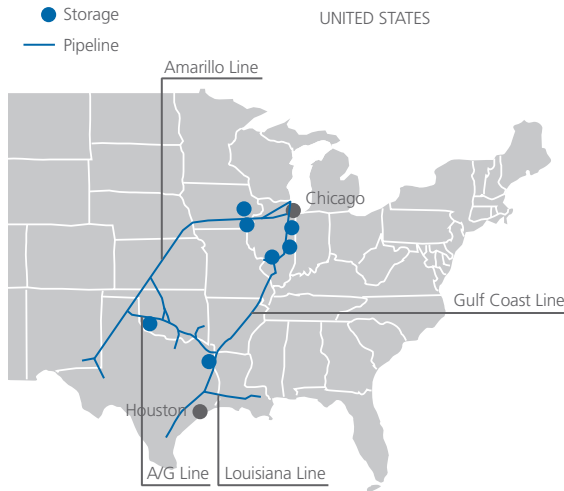 Storage
UNITED STATES
Pipeline
Amarillo Line
Chicago
Gulf Coast Line
Houston
A/G Line
Louisiana Line